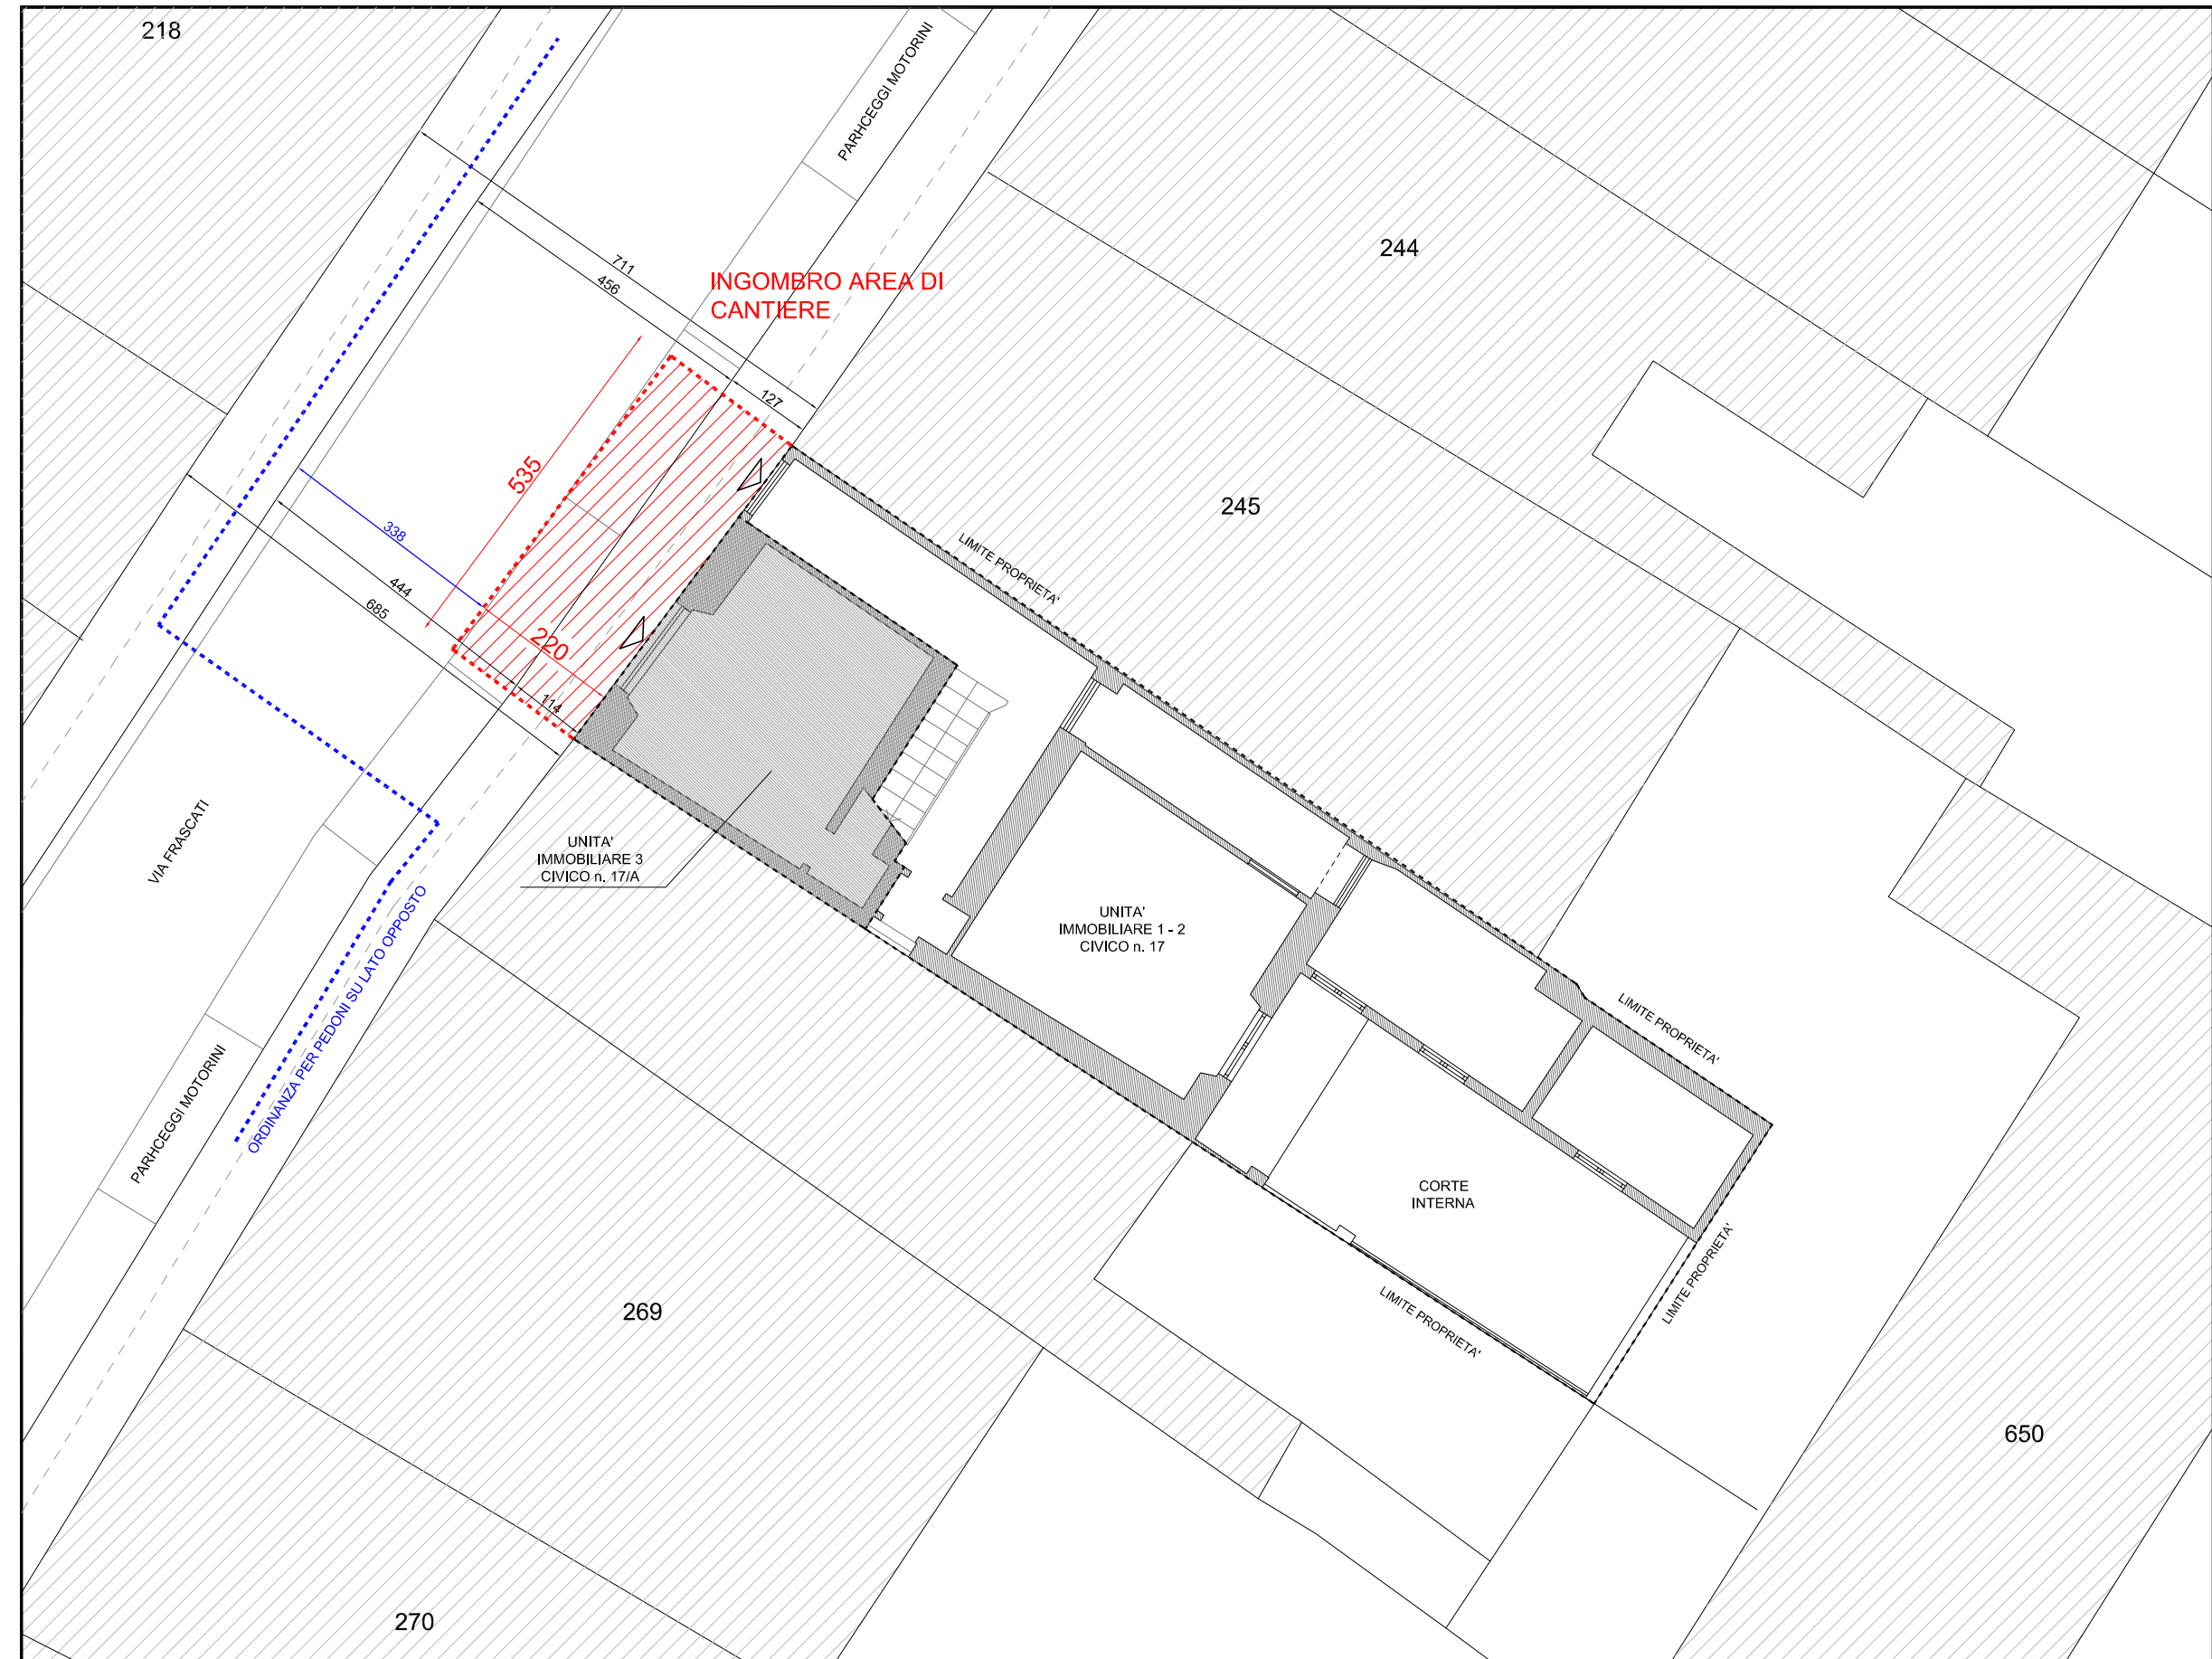 218
PARHCEGGI MOTORINI
244
711
456
INGOMBRO AREA DI
CANTIERE
127
535
245
338
LIMITE PROPRIETA'
444
685
220
114
VIA FRASCATI
UNITA'
IMMOBILIARE 3
CIVICO n. 17/A
UNITA'
IMMOBILIARE 1 - 2
CIVICO n. 17
ORDINANZA PER PEDONI SU LATO OPPOSTO
LIMITE PROPRIETA'
PARHCEGGI MOTORINI
CORTE
INTERNA
LIMITE PROPRIETA'
LIMITE PROPRIETA'
269
650
270